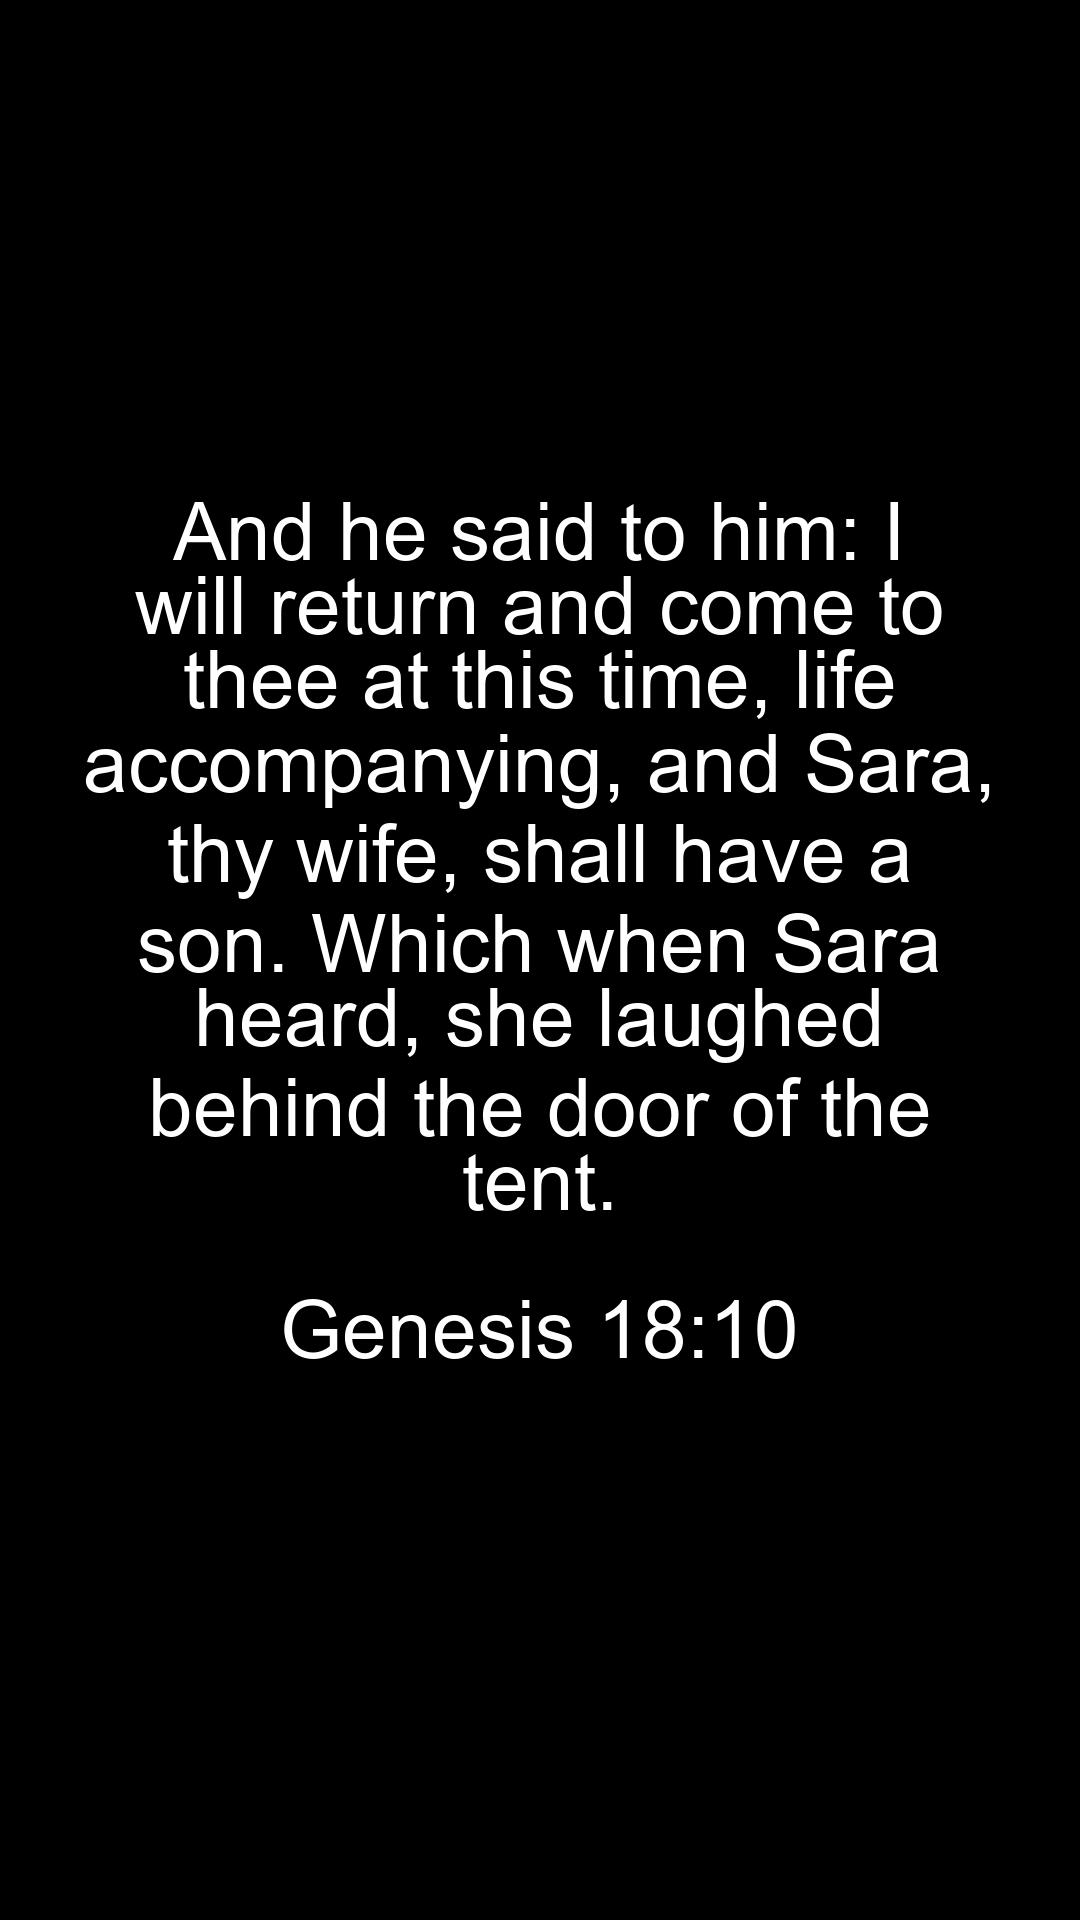 And he said to him: I
will return and come to
thee at this time, life
accompanying, and Sara,
thy wife, shall have a
son. Which when Sara
heard, she laughed
behind the door of the
tent.
Genesis 18:10